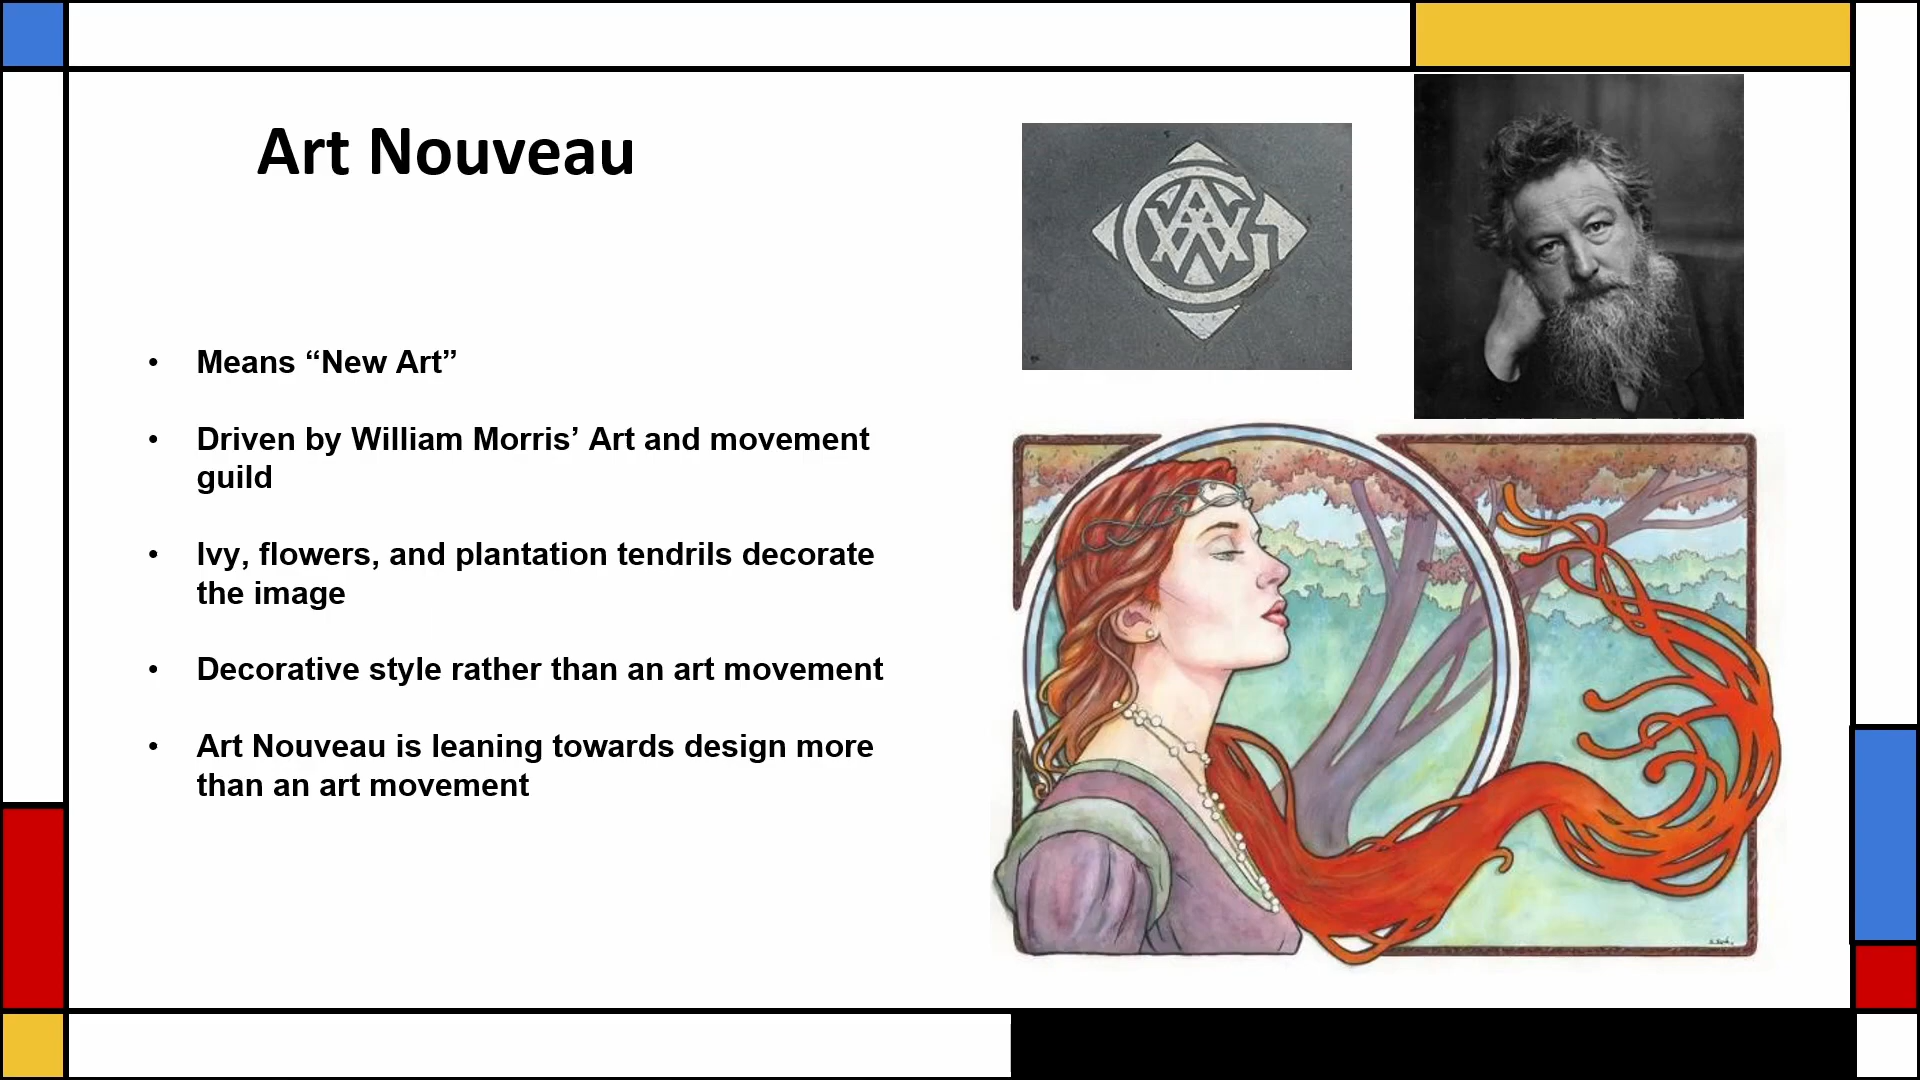 Art Nouveau
• Means “New Art”
• Driven by William Morris’ Art and movement
guild
• Ivy, flowers, and plantation tendrils decorate
the image
• Decorative style rather than an art movement
• Art Nouveau is leaning towards design more
than an art movement